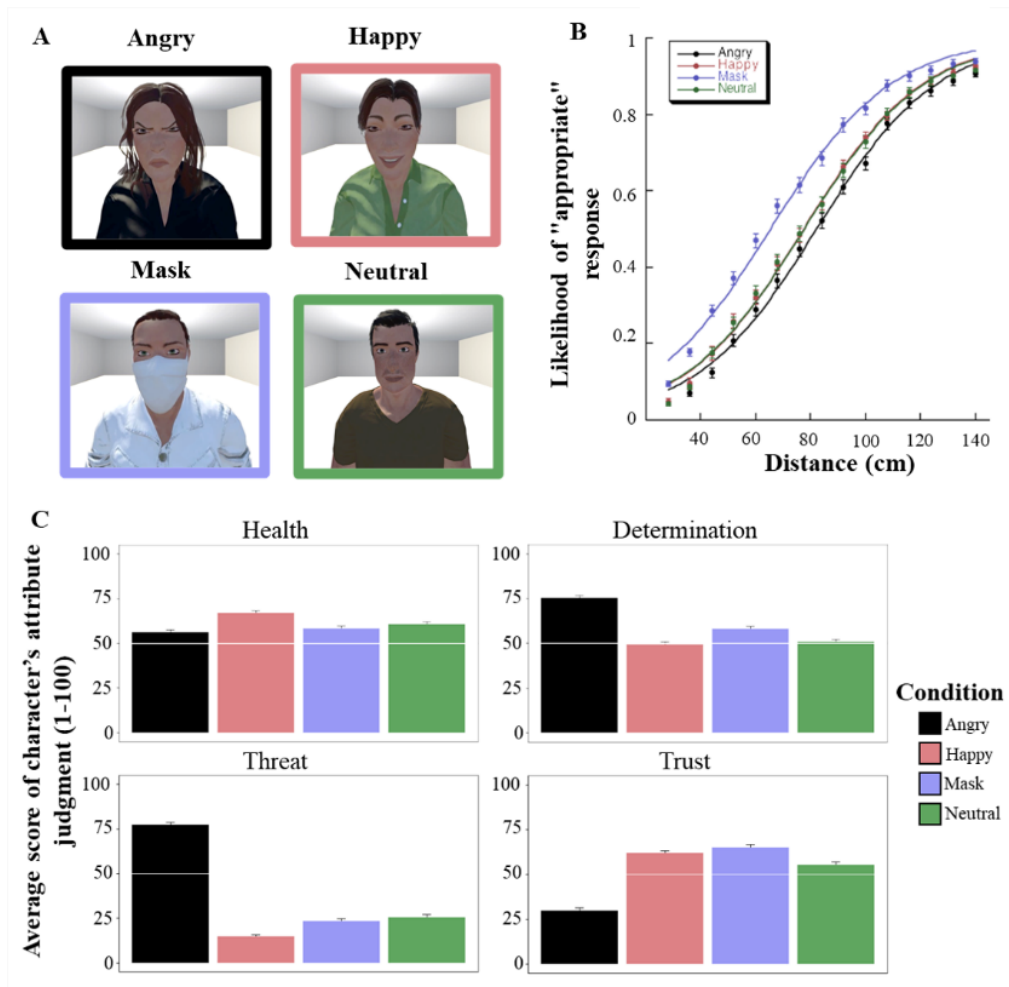 A
Angry
Happy
Mask
Neutral
B
Likelihood of "appropriate"
response
1
0.8
0.6
0.4
0.2
0
Angry
Happy
Mask
Neutral
40
60
80
100
120
140
Distance (cm)
C
Average score of character's attribute
judgment (1-100)
Health
100
75
50
25
0
Determination
100
75
50
25
0
Threat
100
75
50
25
0
Trust
100
75
50
25
0
Condition
Angry
Happy
Mask
Neutral